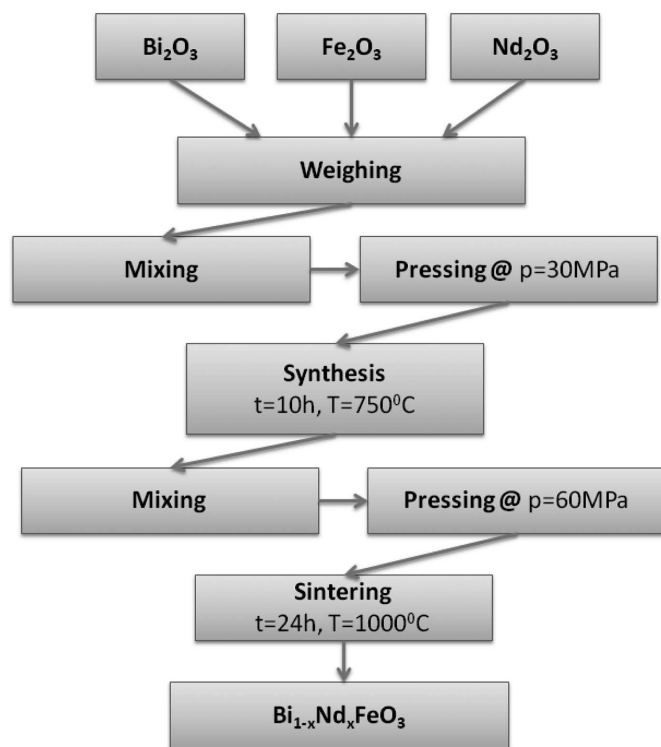 Bi₂O₃
Fe₂O₃
Nd₂O₃
Weighing
Mixing
Pressing @ p=30MPa
Synthesis
t=10h, T=750⁰C
Mixing
Pressing @ p=60MPa
Sintering
t=24h, T=1000⁰C
Bi₁₋ₓNdₓFeO₃